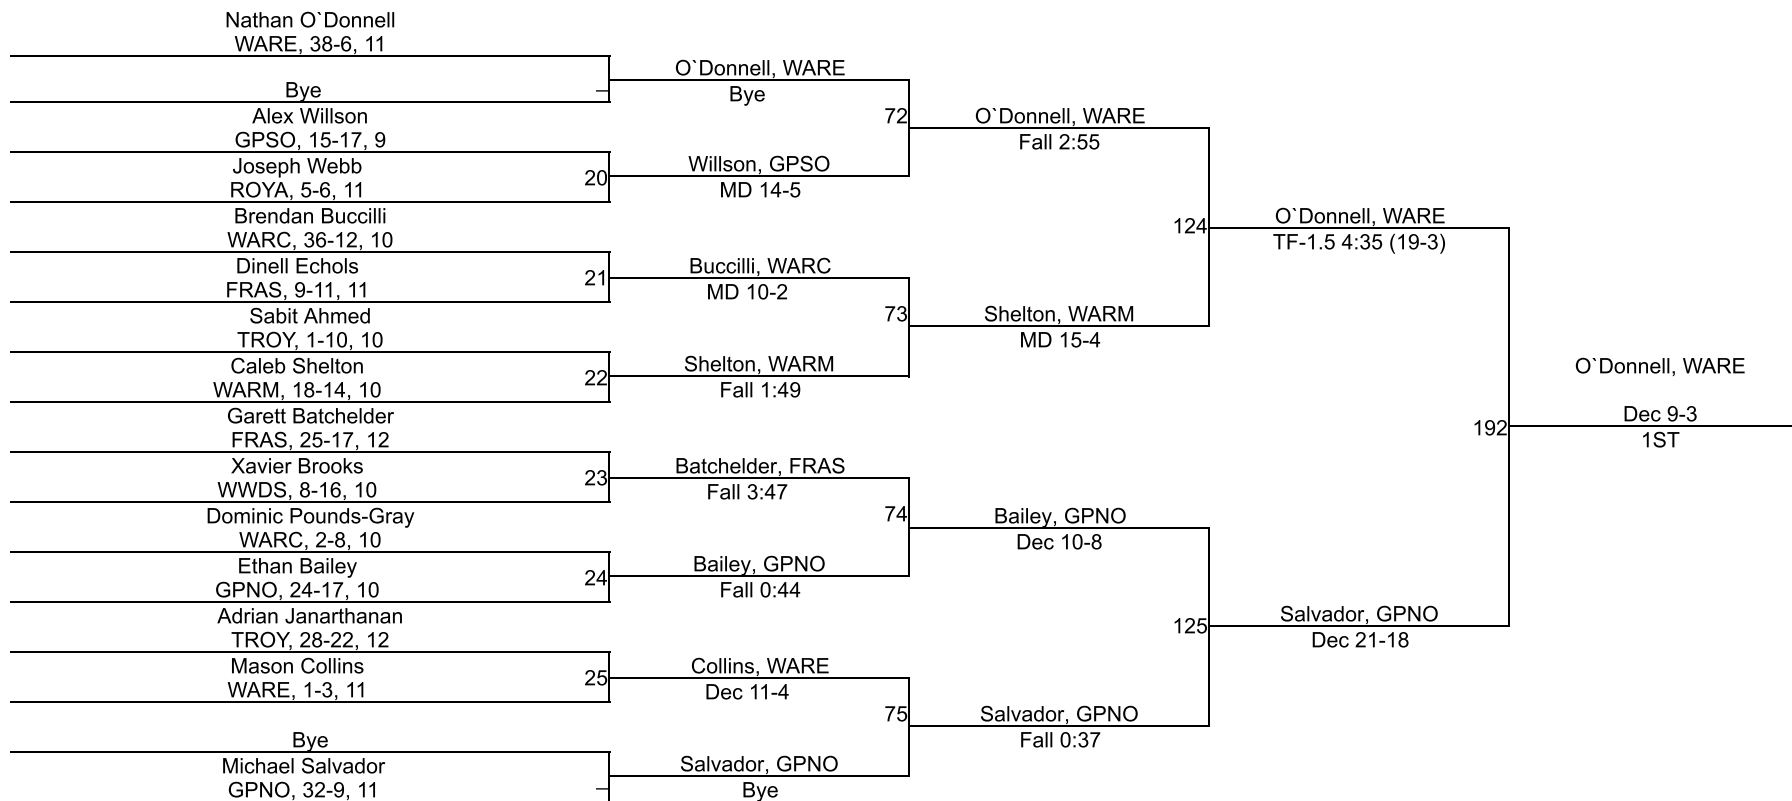 Nathan O`Donnell
WARE, 38-6, 11
Bye
Alex Willson
GPSO, 15-17, 9
Joseph Webb
ROYA, 5-6, 11
20
Brendan Buccilli
WARC, 36-12, 10
Dinell Echols
FRAS, 9-11, 11
21
Sabit Ahmed
TROY, 1-10, 10
Caleb Shelton
WARM, 18-14, 10
22
Garett Batchelder
FRAS, 25-17, 12
Xavier Brooks
WWDS, 8-16, 10
23
Dominic Pounds-Gray
WARC, 2-8, 10
Ethan Bailey
GPNO, 24-17, 10
24
Adrian Janarthanan
TROY, 28-22, 12
Mason Collins
WARE, 1-3, 11
25
Bye
Michael Salvador
GPNO, 32-9, 11
O`Donnell, WARE
Bye
72
Willson, GPSO
MD 14-5
Buccilli, WARC
MD 10-2
73
Shelton, WARM
Fall 1:49
Batchelder, FRAS
Fall 3:47
74
Bailey, GPNO
Fall 0:44
Collins, WARE
Dec 11-4
75
Salvador, GPNO
Bye
O`Donnell, WARE
Fall 2:55
124
Shelton, WARM
MD 15-4
Bailey, GPNO
Dec 10-8
125
Salvador, GPNO
Fall 0:37
O`Donnell, WARE
TF-1.5 4:35 (19-3)
192
Salvador, GPNO
Dec 21-18
O`Donnell, WARE
Dec 9-3
1ST